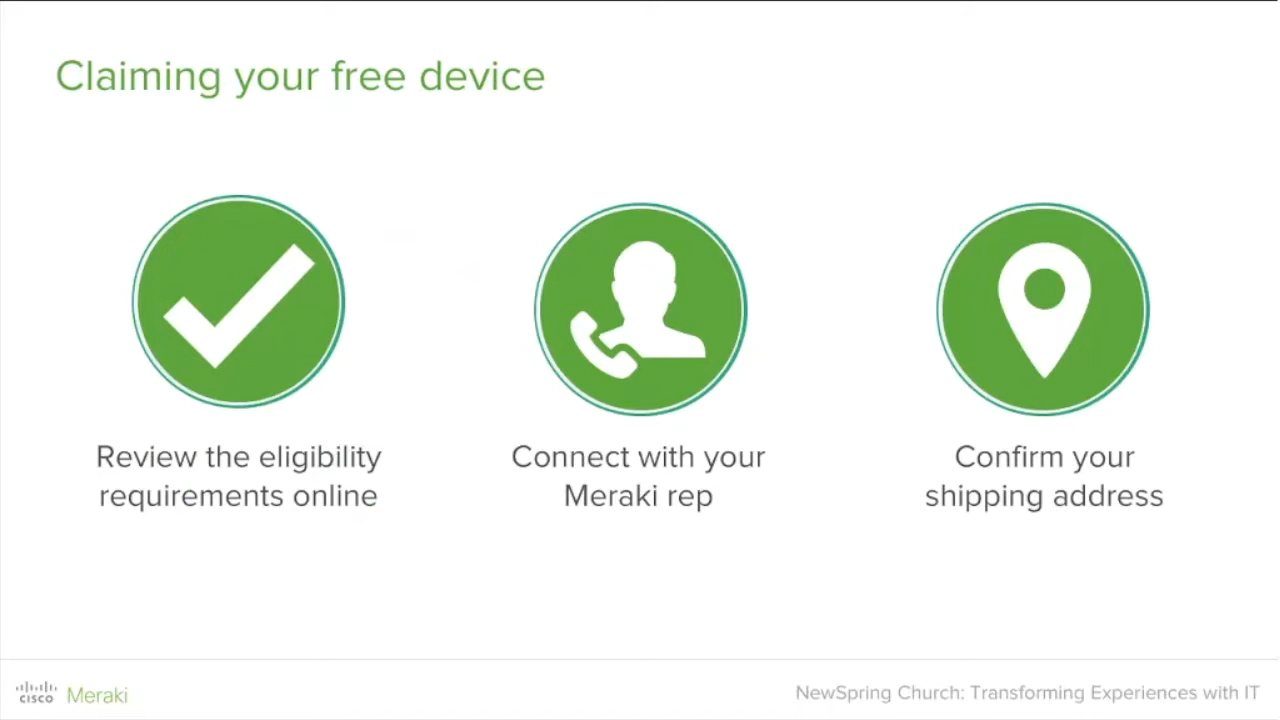 Claiming your free device
Review the eligibility
requirements online
Connect with your
Meraki rep
Confirm your
shipping address
cisco Meraki
NewSpring Church: Transforming Experiences with IT